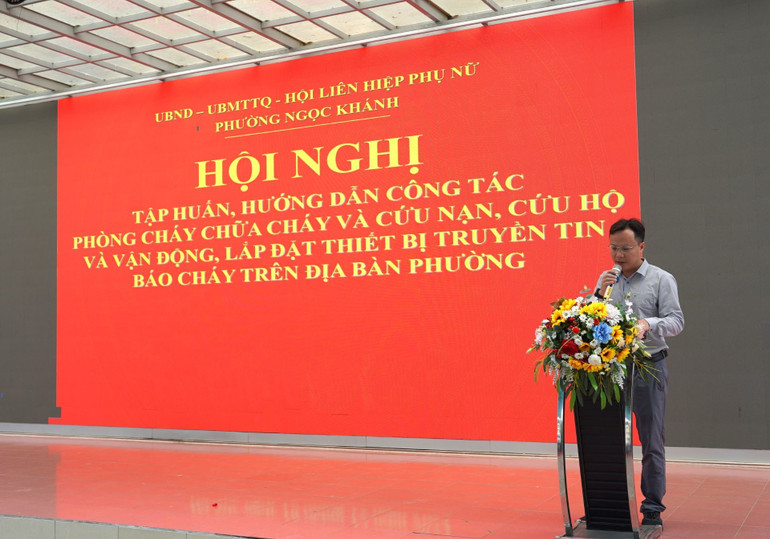 UBND – UBMTTQ - HỘI LIÊN HIỆP PHỤ NỮ
PHƯỜNG NGỌC KHÁNH
HỘI NGHỊ
TẬP HUẤN, HƯỚNG DẪN CÔNG TÁC
PHÒNG CHÁY CHỮA CHÁY VÀ CỨU NẠN, CỨU HỘ
VÀ VẬN ĐỘNG, LẮP ĐẶT THIẾT BỊ TRUYỀN TIN
BÁO CHÁY TRÊN ĐỊA BÀN PHƯỜNG